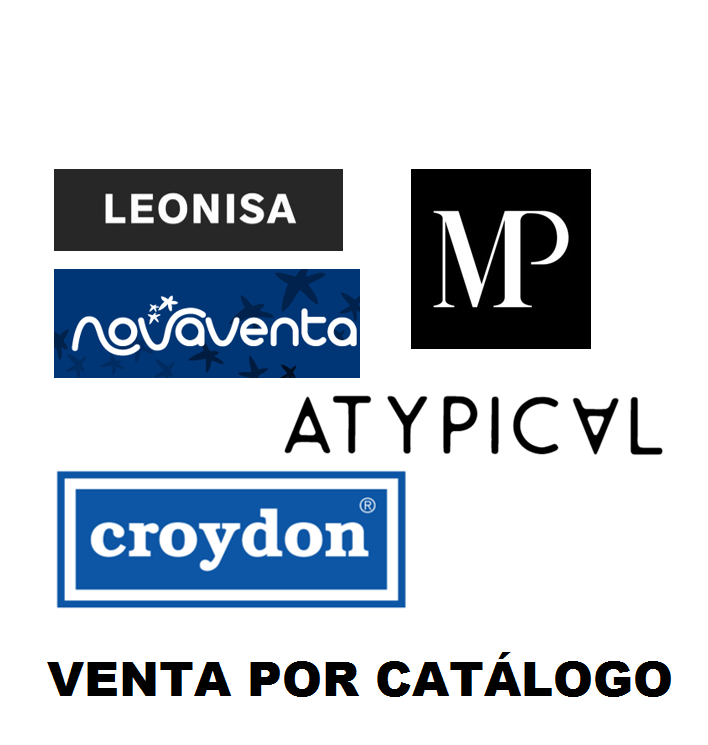 LEONISA
MP
novaventa
ATYPICAL
croydon®
VENTA POR CATÁLOGO